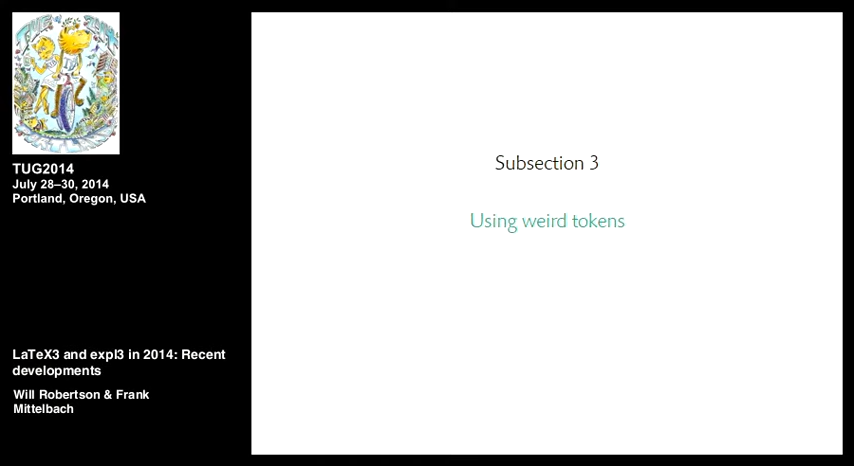 TUG2014
July 28–30, 2014
Portland, Oregon, USA
LaTeX3 and expl3 in 2014: Recent
developments
Will Robertson & Frank
Mittelbach
Subsection 3
Using weird tokens